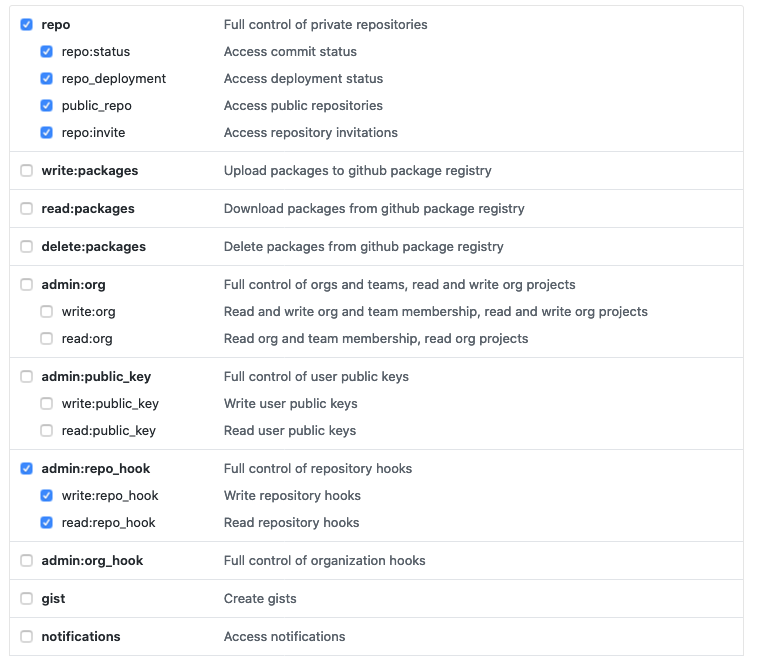 repo Full control of private repositories
repo:status Access commit status
repo_deployment Access deployment status
public_repo Access public repositories
repo:invite Access repository invitations
write:packages Upload packages to github package registry
read:packages Download packages from github package registry
delete:packages Delete packages from github package registry
admin:org Full control of orgs and teams, read and write org projects
write:org Read and write org and team membership, read and write org projects
read:org Read org and team membership, read org projects
admin:public_key Full control of user public keys
write:public_key Write user public keys
read:public_key Read user public keys
admin:repo_hook Full control of repository hooks
write:repo_hook Write repository hooks
read:repo_hook Read repository hooks
admin:org_hook Full control of organization hooks
gist Create gists
notifications Access notifications